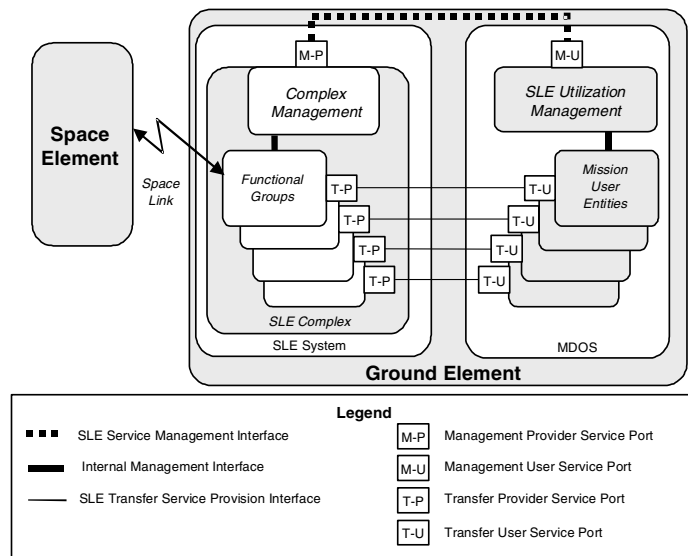 M-P
M-U
Complex
Management
SLE Utilization
Management
Space
Element
Space
Link
Functional
Groups
T-P
T-P
T-P
T-P
T-U
T-U
T-U
T-U
Mission
User
Entities
SLE Complex
SLE System
MDOS
Ground Element
Legend
SLE Service Management Interface
Internal Management Interface
SLE Transfer Service Provision Interface
M-P Management Provider Service Port
M-U Management User Service Port
T-P Transfer Provider Service Port
T-U Transfer User Service Port